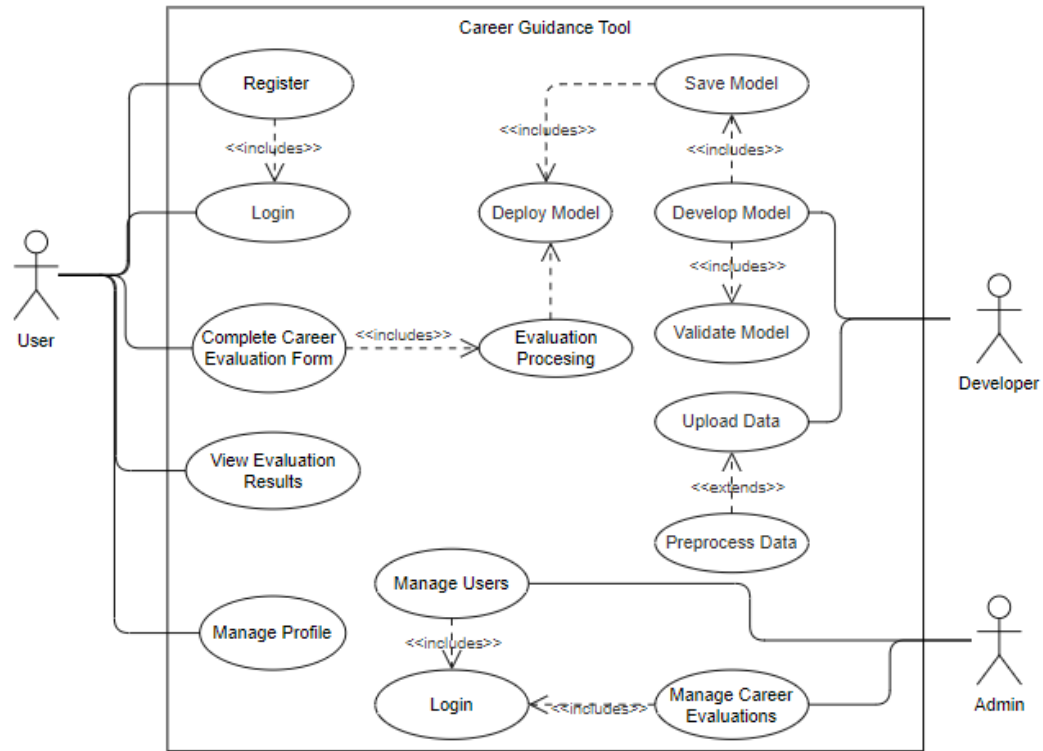 Career Guidance Tool
Register
Save Model
<<includes>>
<<includes>>
<<includes>>
Login
Deploy Model
Develop Model
<<includes>>
User
Complete Career
Evaluation Form
<<includes>>
Evaluation
Procesing
Validate Model
Developer
Upload Data
View Evaluation
Results
<<extends>>
Preprocess Data
Manage Users
Manage Profile
<<includes>>
Login
<<includes>>
Manage Career
Evaluations
Admin